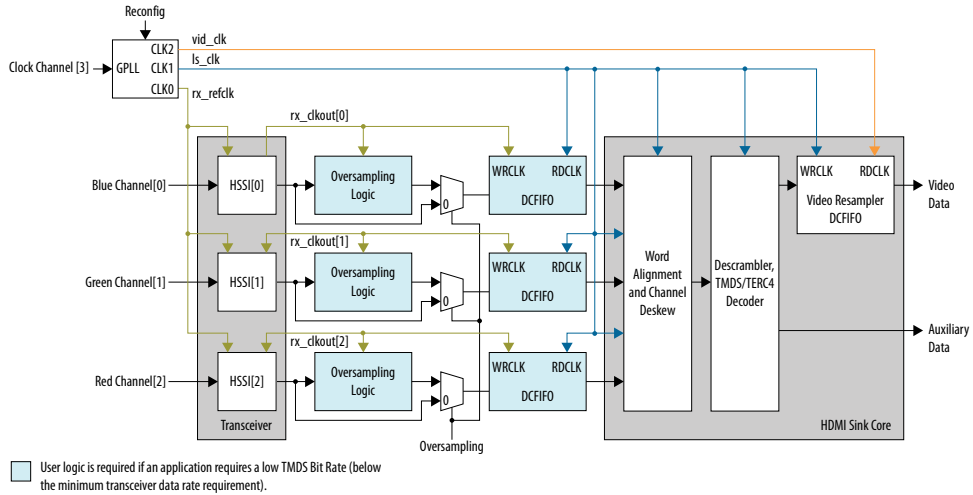 Reconfig
CLK2
vid_clk
Clock Channel [3]
GPLL
CLK1
ls_clk
CLK0
rx_refclk
rx_clkout[0]
Blue Channel[0]
HSSI[0]
Oversampling
Logic
0
WRCLK
RDCLK
DCFIFO
WRCLK
RDCLK
Video Resampler
DCFIFO
Video
Data
rx_clkout[1]
Green Channel[1]
HSSI[1]
Oversampling
Logic
0
WRCLK
RDCLK
DCFIFO
Word
Alignment
and Channel
Deskew
Descrambler,
TMDS/TERC4
Decoder
Auxiliary
Data
rx_clkout[2]
Red Channel[2]
HSSI[2]
Oversampling
Logic
0
WRCLK
RDCLK
DCFIFO
Transceiver
Oversampling
HDMI Sink Core
User logic is required if an application requires a low TMDS Bit Rate (below
the minimum transceiver data rate requirement).